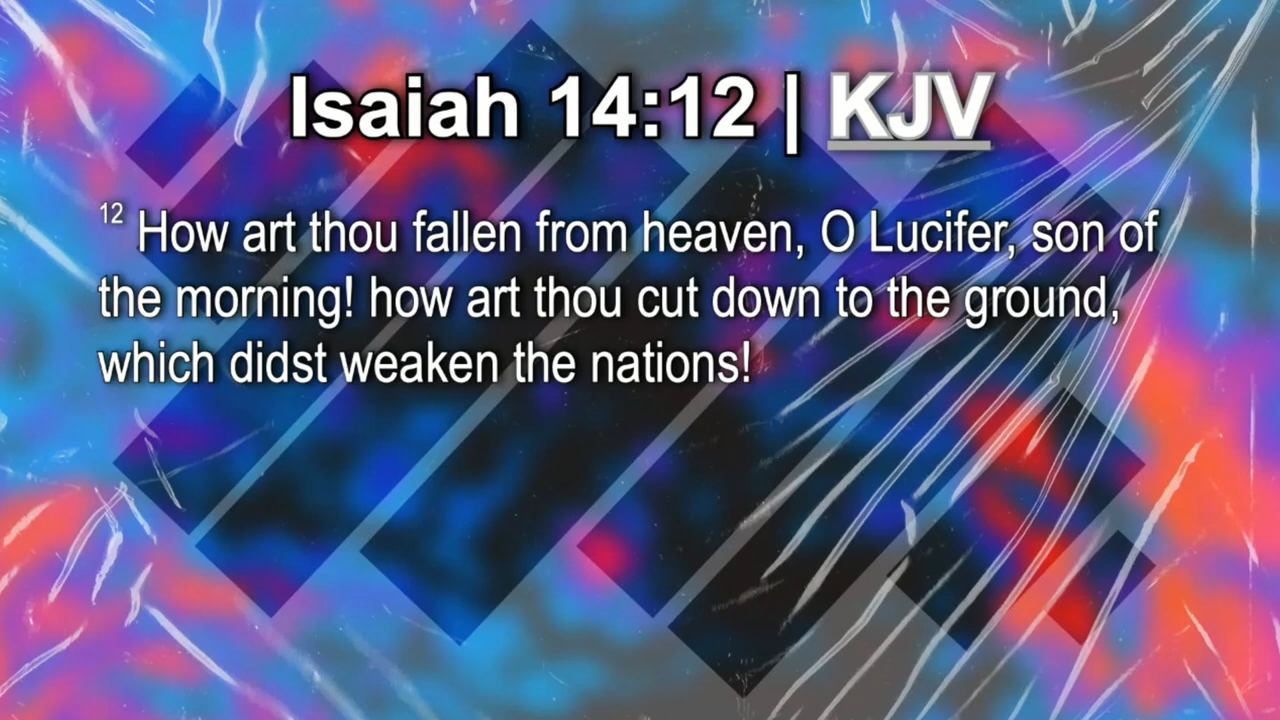 Isaiah 14:12 | KJV
12 How art thou fallen from heaven, O Lucifer, son of
the morning! how art thou cut down to the ground,
which didst weaken the nations!